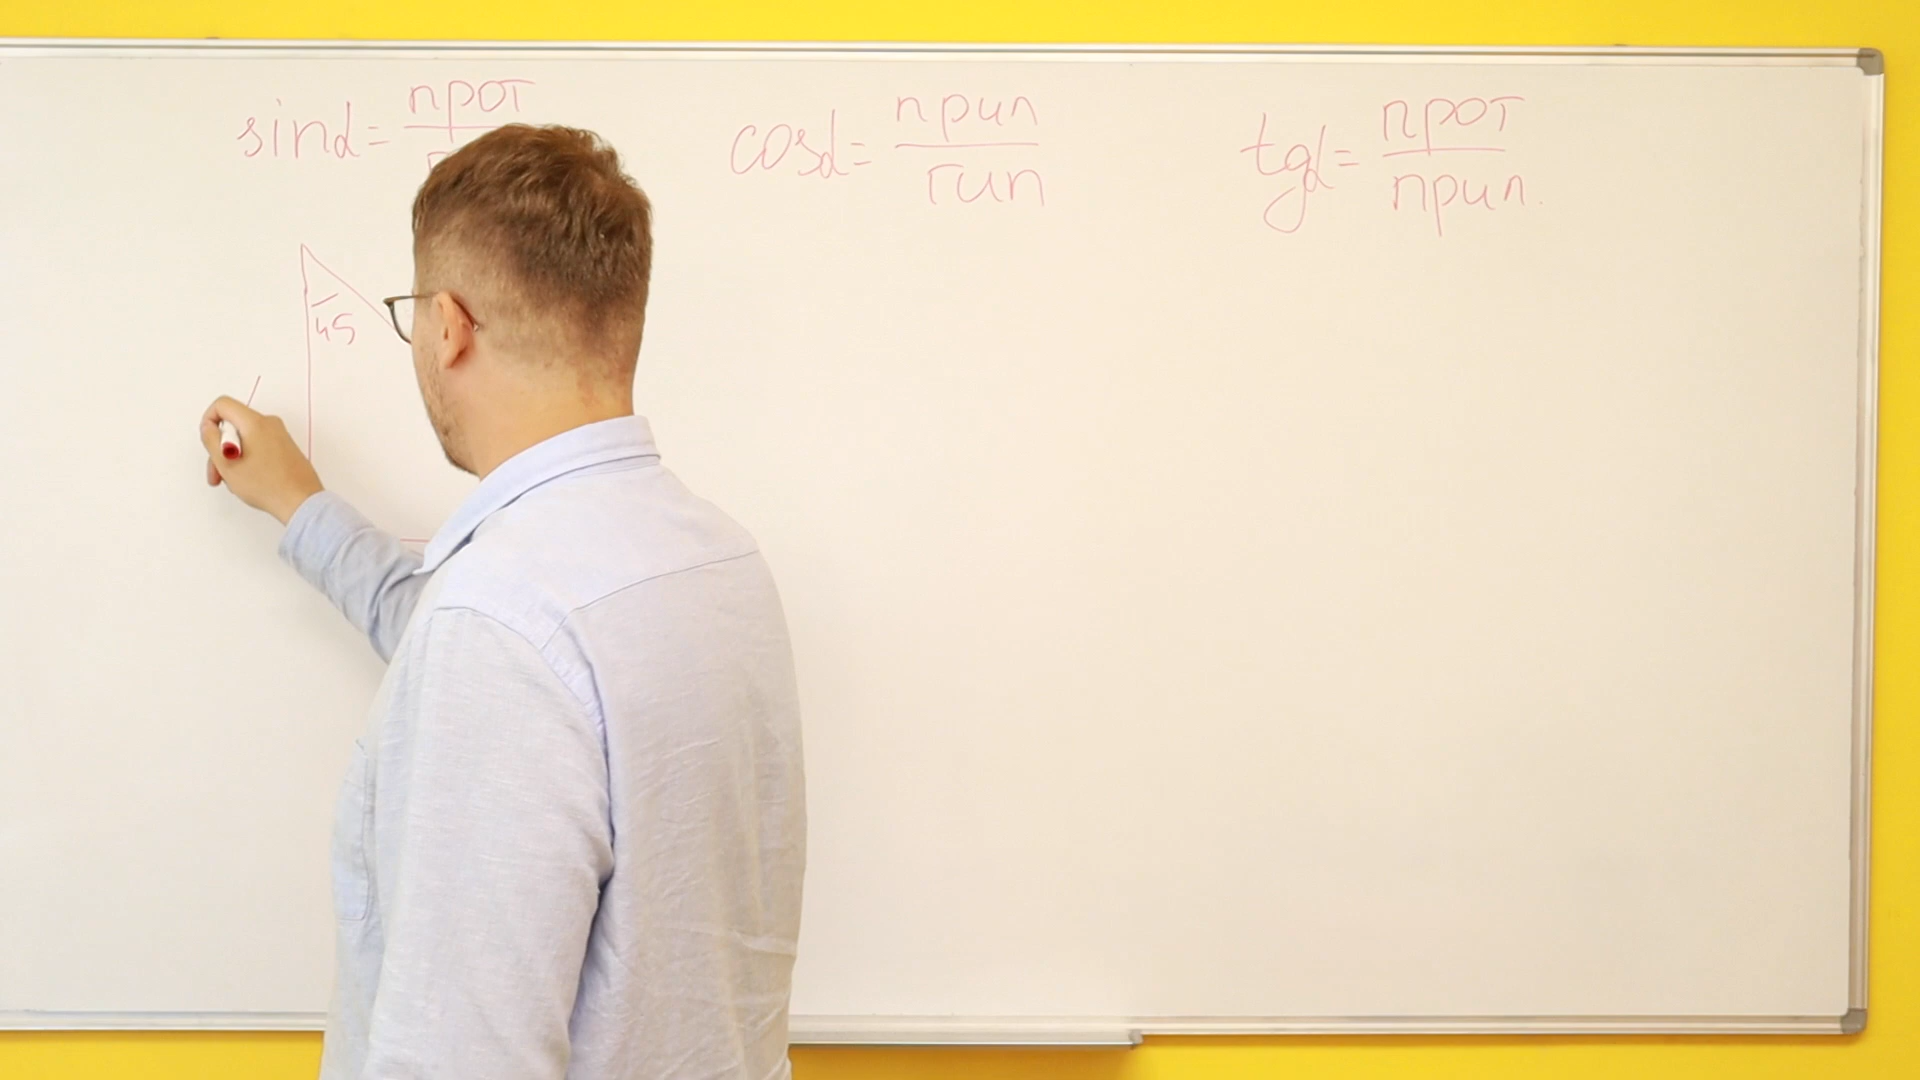 sinα = прот
cosα = прил / гип
tgα = прот / прил.
45